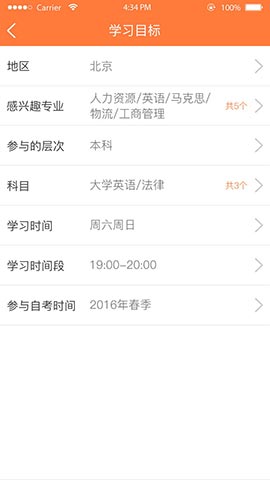 Carrier 4:34 PM 100%
学习目标
地区 北京
感兴趣专业 人力资源/英语/马克思/
物流/工商管理 共5个
参与的层次 本科
科目 大学英语/法律 共3个
学习时间 周六周日
学习时间段 19:00-20:00
参与自考时间 2016年春季